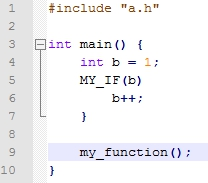 1 #include "a.h"
2
3 int main() {
4     int b = 1;
5     MY_IF(b)
6         b++;
7     }
8
9     my_function();
10 }